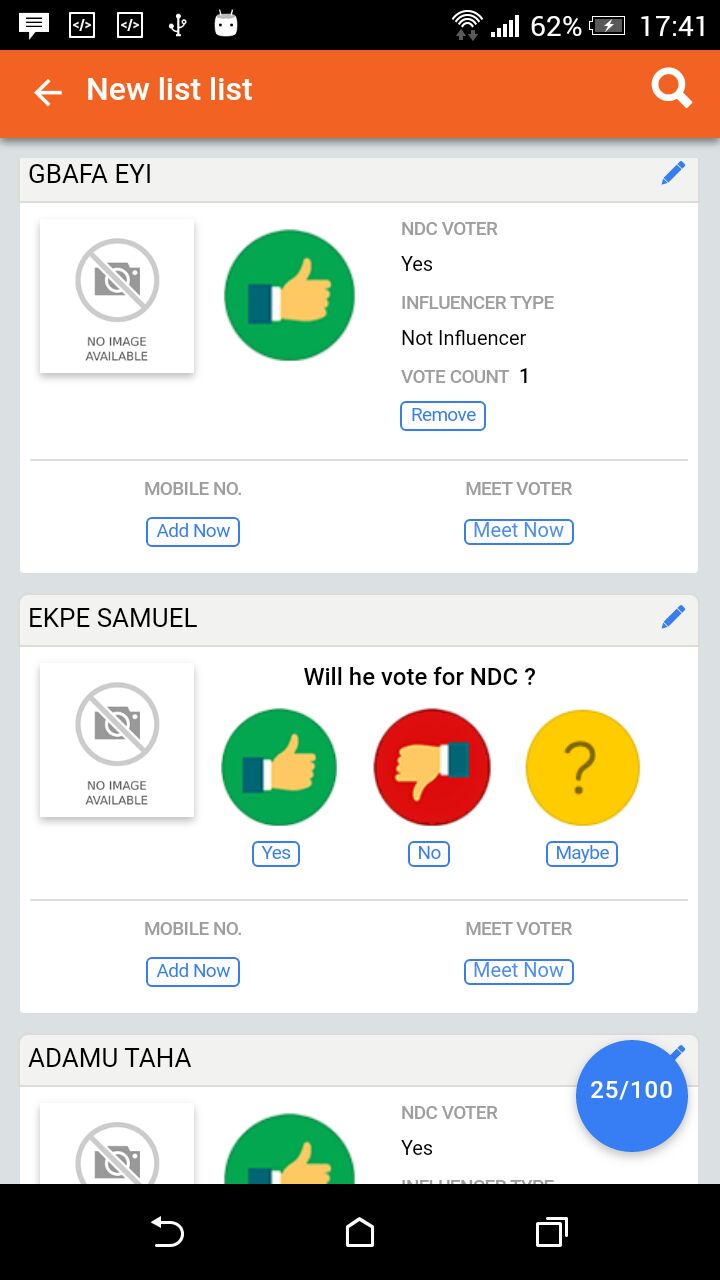 62% 17:41
New list list
GBAFA EYI
NO IMAGE
AVAILABLE
NDC VOTER
Yes
INFLUENCER TYPE
Not Influencer
VOTE COUNT 1
Remove
MOBILE NO.
MEET VOTER
Add Now
Meet Now
EKPE SAMUEL
NO IMAGE
AVAILABLE
Will he vote for NDC ?
?
Yes
No
Maybe
MOBILE NO.
MEET VOTER
Add Now
Meet Now
ADAMU TAHA
25/100
NDC VOTER
Yes
INFLUENCER TYPE